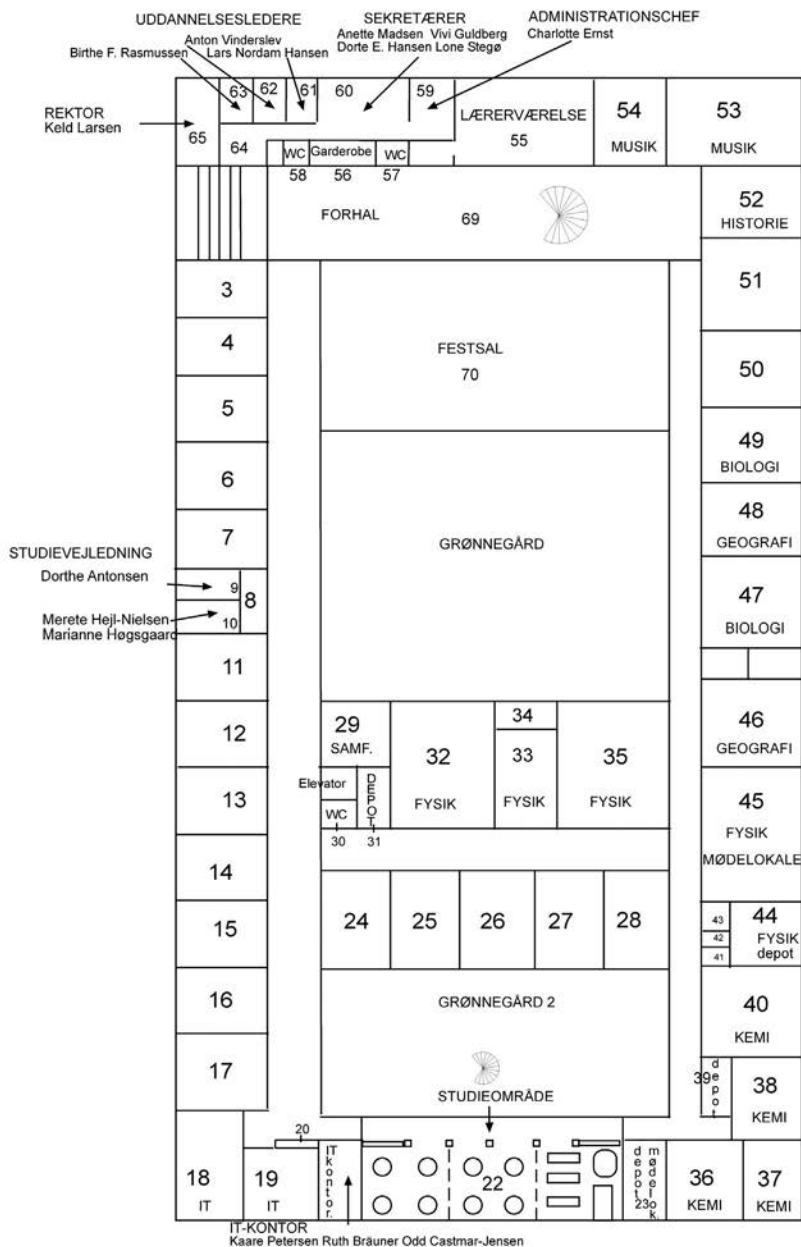 UDDANNELSESLEDERE
Anton Vinderslev
Birthe F. Rasmussen Lars Nordam Hansen
SEKRETÆRER
Anette Madsen Vivi Guldberg
Dorte E. Hansen Lone Stegø
ADMINISTRATIONSCHEF
Charlotte Ernst
REKTOR
Keld Larsen
65
63
62
61
60
59
64
WC
Garderobe
WC
58
56
57
LÆRERVÆRELSE
55
54
MUSIK
53
MUSIK
FORHAL
69
52
HISTORIE
3
51
4
FESTSAL
70
50
5
49
BIOLOGI
6
48
GEOGRAFI
7
GRØNNEGÅRD
STUDIEVEJLEDNING
Dorthe Antonsen
9
8
10
Merete Hejl-Nielsen
Marianne Høgsgaard
47
BIOLOGI
11
12
29
SAMF.
32
FYSIK
34
33
FYSIK
35
FYSIK
46
GEOGRAFI
Elevator
WC
DEPOT
30
31
13
45
FYSIK
MØDELOKALE
14
24
25
26
27
28
15
43
42
41
44
FYSIK
depot
16
GRØNNEGÅRD 2
40
KEMI
17
STUDIEOMRÅDE
39
depot
38
KEMI
20
18
IT
19
IT
IT
kontor.
22
depot
23
mødelok.
36
KEMI
37
KEMI
IT-KONTOR
Kaare Petersen Ruth Bräuner Odd Castmar-Jensen